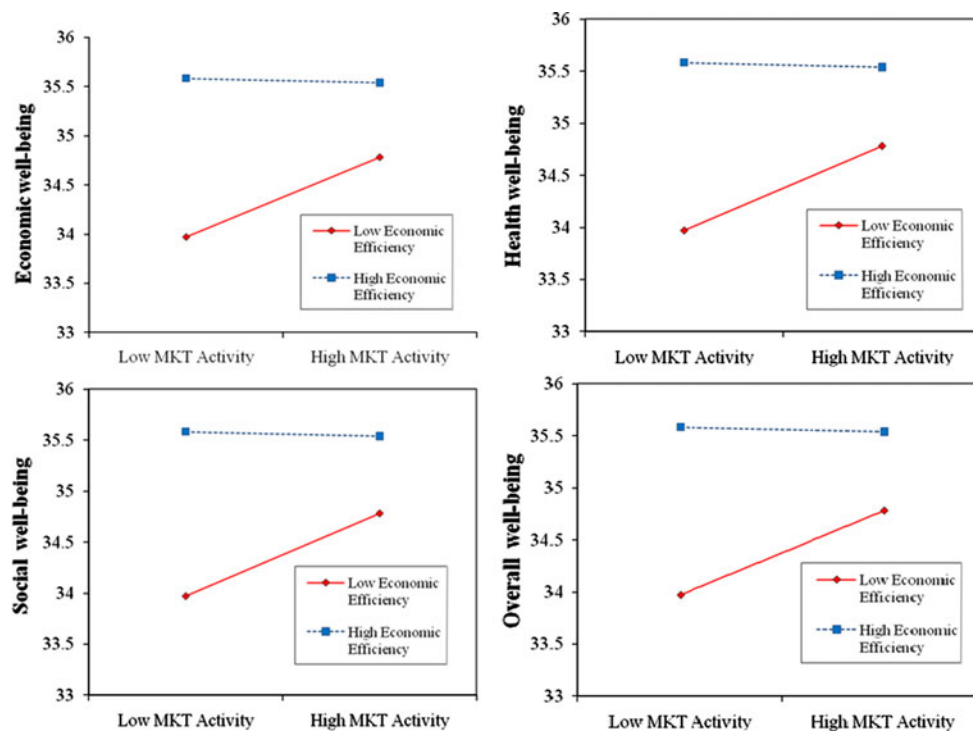 Economic well-being
36
35.5
35
34.5
34
33.5
33
Low MKT Activity
High MKT Activity
Low Economic
Efficiency
High Economic
Efficiency
Health well-being
36
35.5
35
34.5
34
33.5
33
Low MKT Activity
High MKT Activity
Low Economic
Efficiency
High Economic
Efficiency
Social well-being
36
35.5
35
34.5
34
33.5
33
Low MKT Activity
High MKT Activity
Low Economic
Efficiency
High Economic
Efficiency
Overall well-being
36
35.5
35
34.5
34
33.5
33
Low MKT Activity
High MKT Activity
Low Economic
Efficiency
High Economic
Efficiency